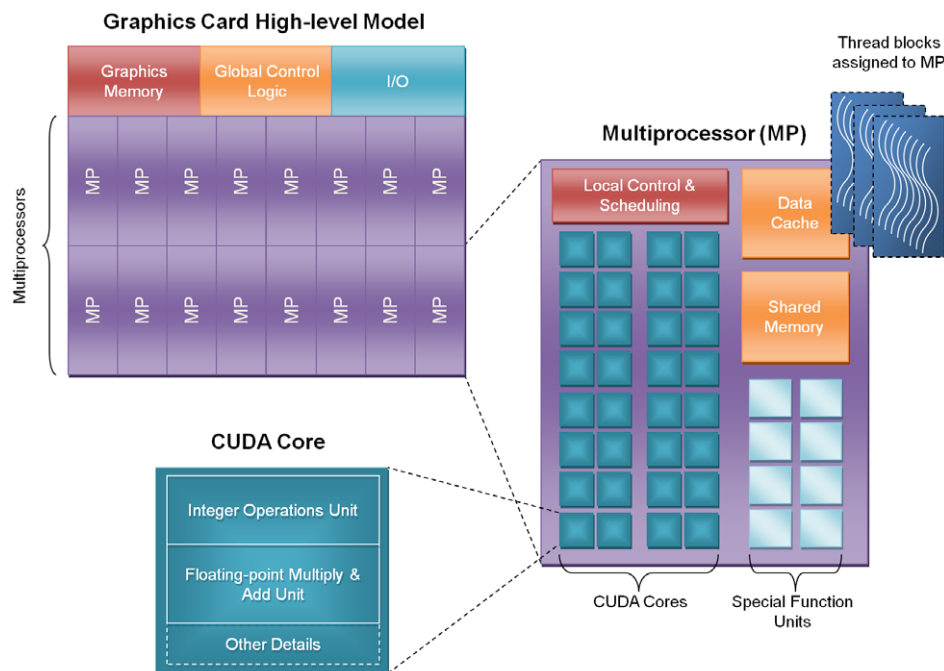 Graphics Card High-level Model
Graphics
Memory
Global Control
Logic
I/O
Multiprocessors
MP MP MP MP MP MP MP MP
MP MP MP MP MP MP MP MP
Thread blocks
assigned to MP
Multiprocessor (MP)
Local Control &
Scheduling
Data
Cache
Shared
Memory
CUDA Cores
Special Function
Units
CUDA Core
Integer Operations Unit
Floating-point Multiply &
Add Unit
Other Details